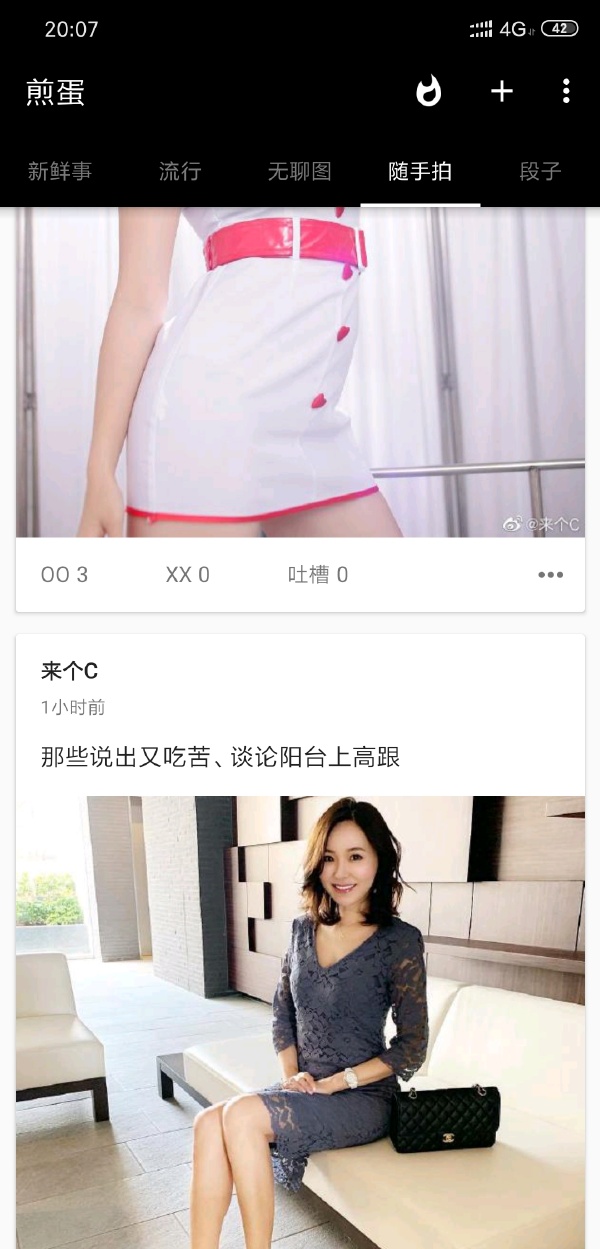 20:07
4G
42
煎蛋
新鲜事 流行 无聊图 随手拍 段子
@来个C
OO 3 XX 0 吐槽 0
来个C
1小时前
那些说出又吃苦、谈论阳台上高跟